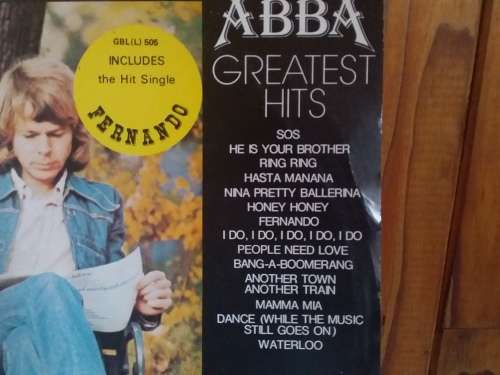 ABBA
GREATEST
HITS
GBL(L) 505
INCLUDES
the Hit Single
FERNANDO
SOS
HE IS YOUR BROTHER
RING RING
HASTA MANANA
NINA PRETTY BALLERINA
HONEY HONEY
FERNANDO
I DO, I DO, I DO, I DO, I DO
PEOPLE NEED LOVE
BANG-A-BOOMERANG
ANOTHER TOWN
ANOTHER TRAIN
MAMMA MIA
DANCE (WHILE THE MUSIC
STILL GOES ON)
WATERLOO